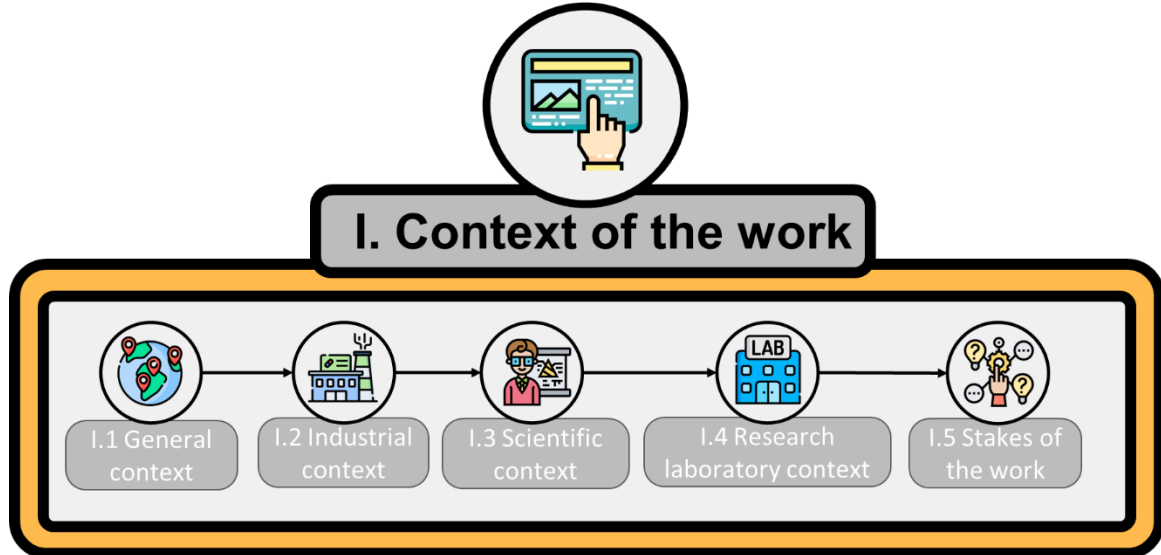 I. Context of the work
LAB
I.1 General
context
I.2 Industrial
context
I.3 Scientific
context
I.4 Research
laboratory context
I.5 Stakes of
the work